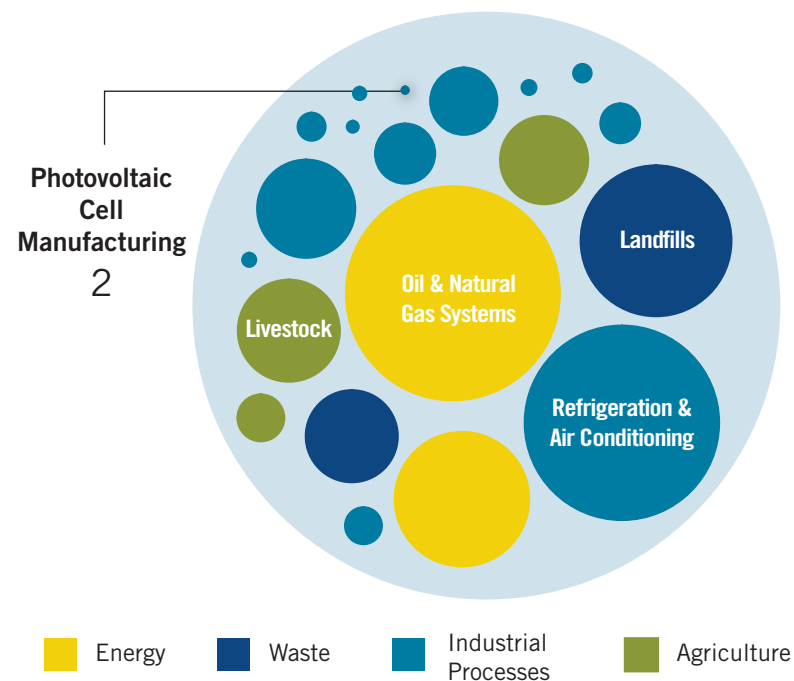 Photovoltaic
Cell
Manufacturing
2
Landfills
Oil & Natural
Gas Systems
Livestock
Refrigeration &
Air Conditioning
Energy
Waste
Industrial
Processes
Agriculture